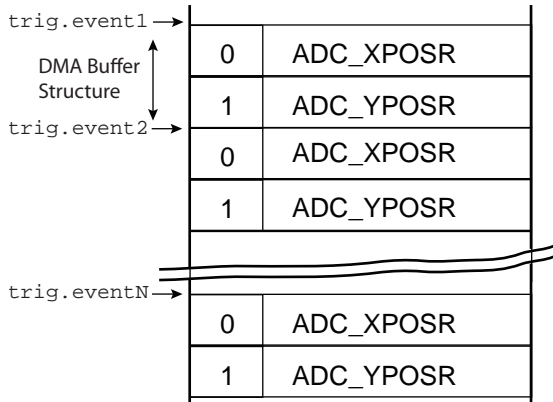 trig.event1
0 ADC_XPOSR
DMA Buffer
Structure
1 ADC_YPOSR
trig.event2
0 ADC_XPOSR
1 ADC_YPOSR
trig.eventN
0 ADC_XPOSR
1 ADC_YPOSR